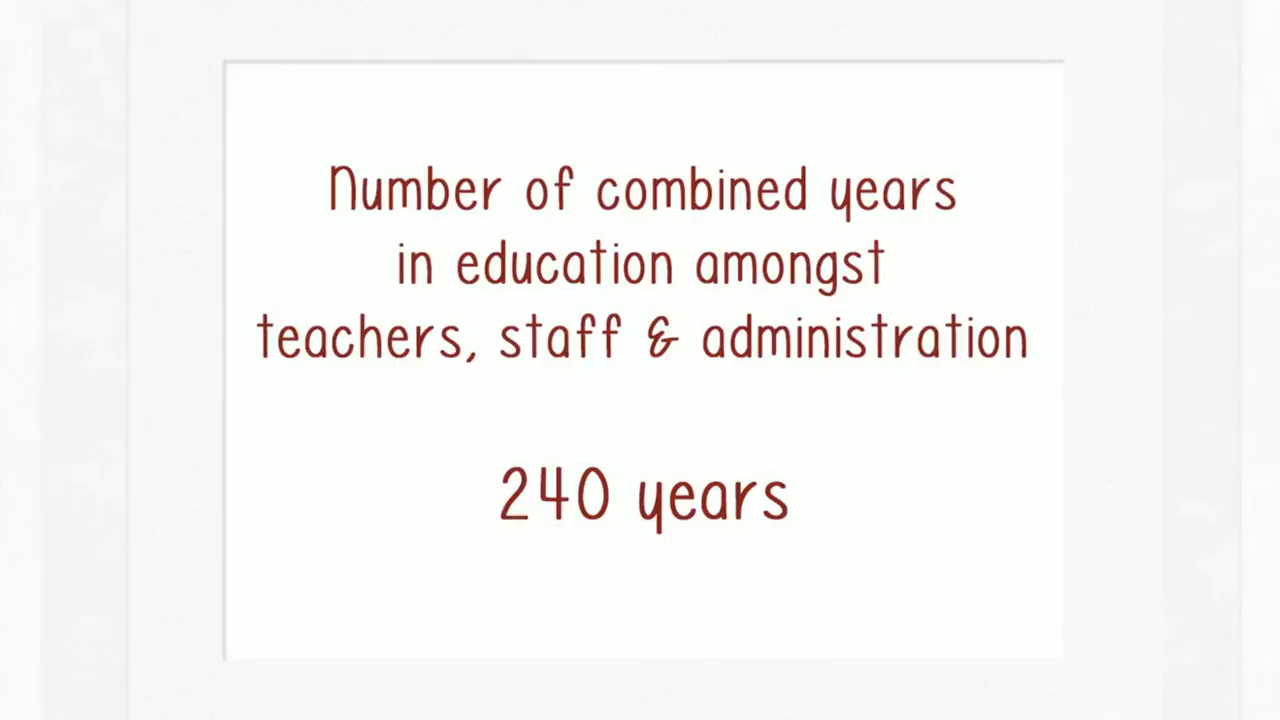 Number of combined years
in education amongst
teachers, staff & administration
240 years